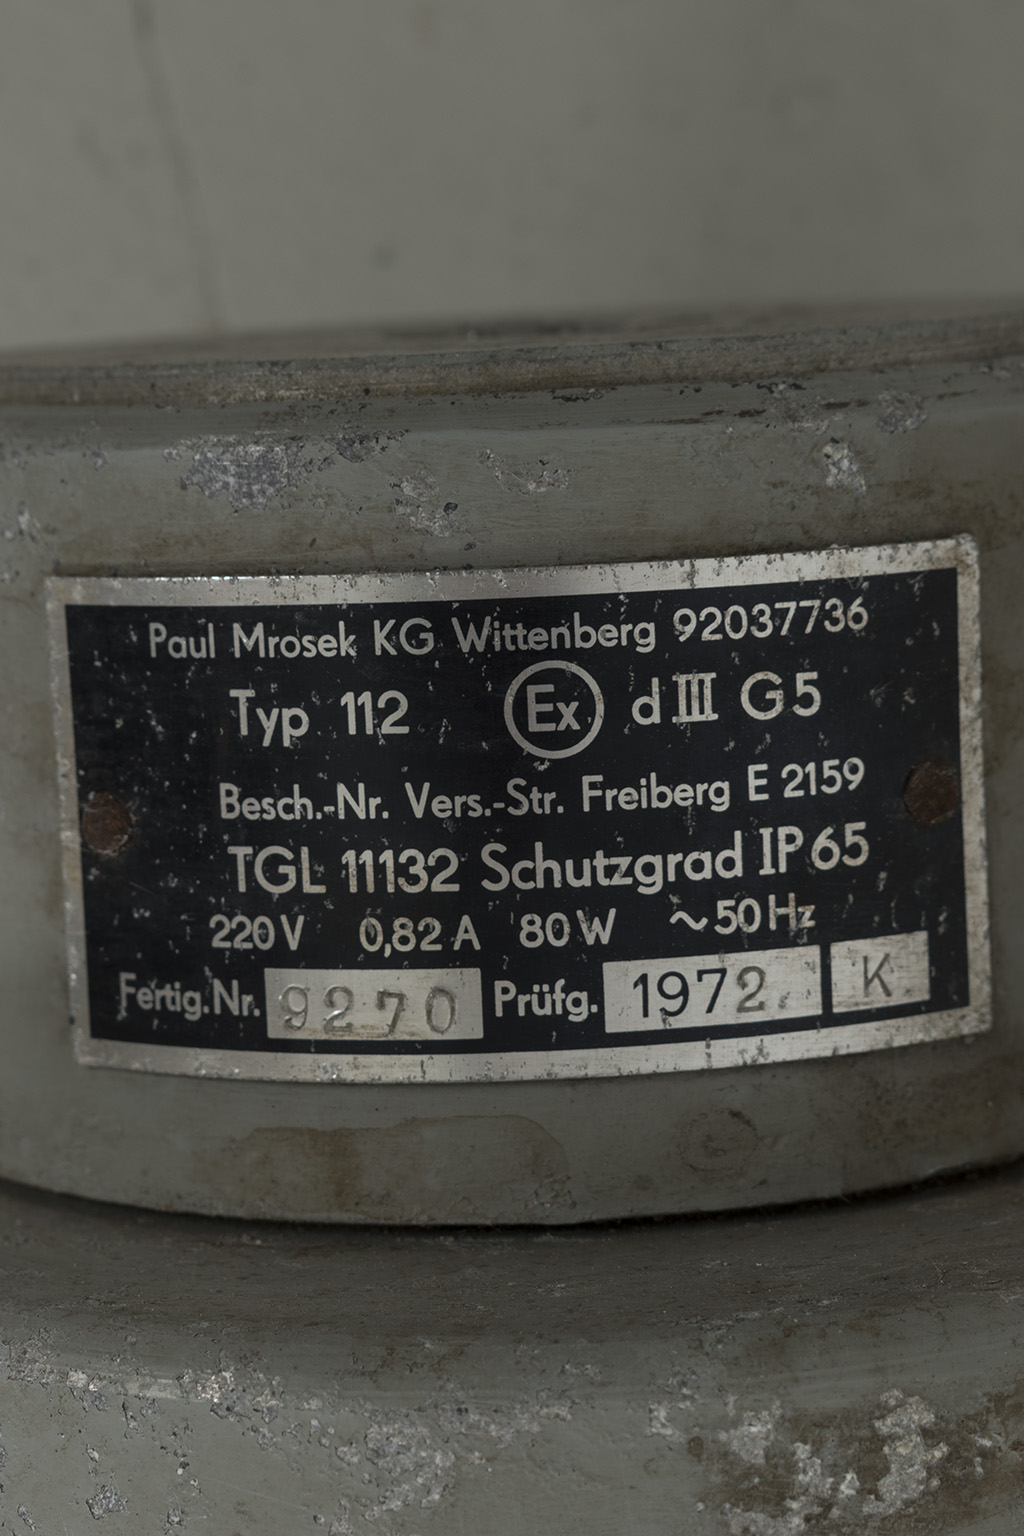 Paul Mrosek KG Wittenberg 92037736
Typ 112 Ex d III G5
Besch.-Nr. Vers.-Str. Freiberg E 2159
TGL 11132 Schutzgrad IP 65
220 V 0,82 A 80 W ~ 50 Hz
Fertig. Nr. 9270 Prüfg. 1972. K